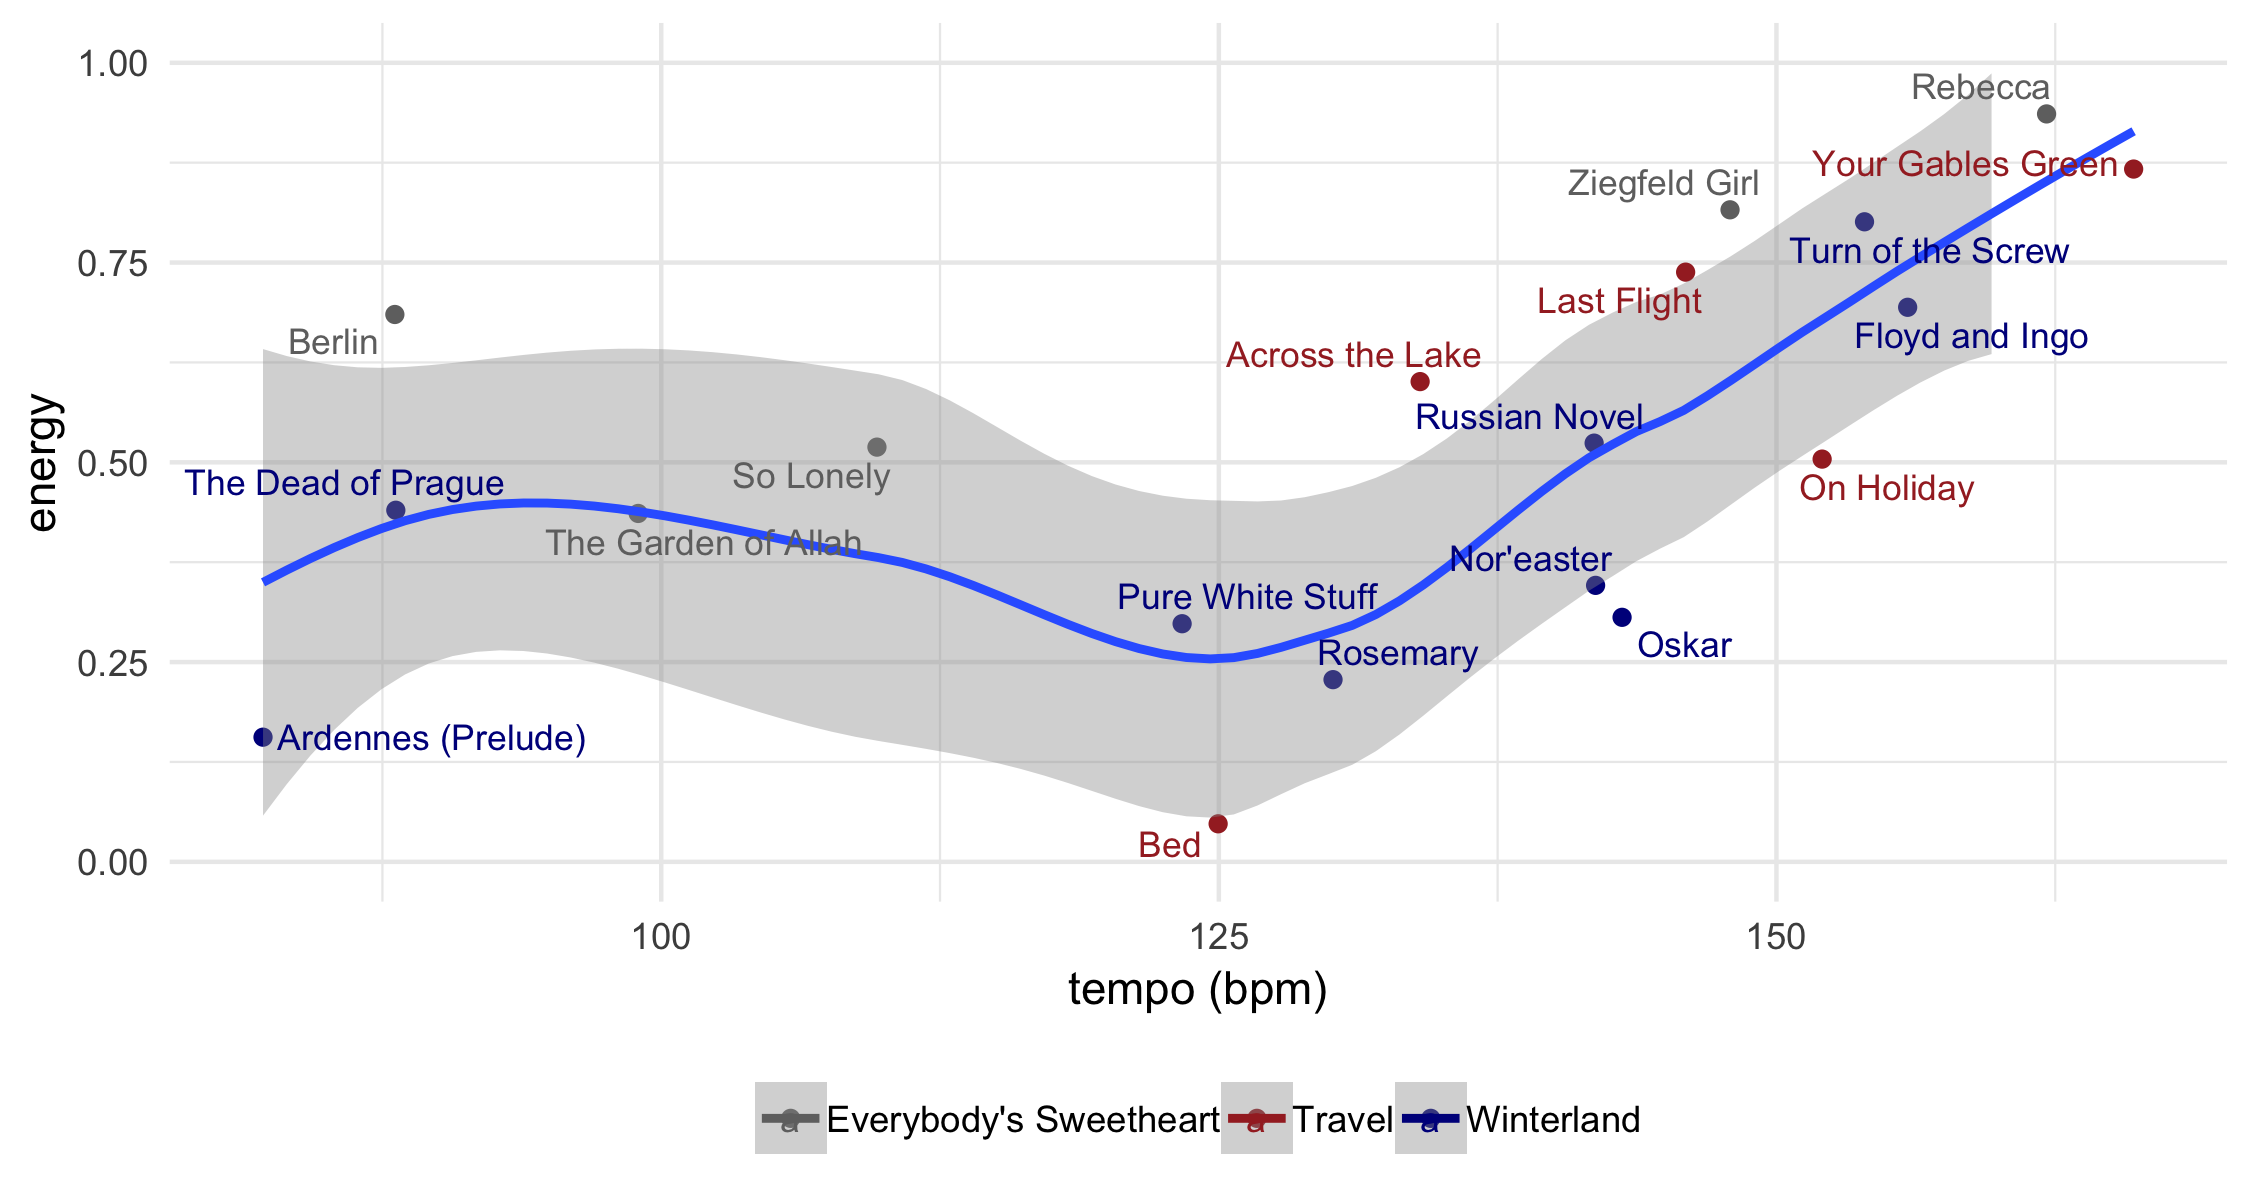 1.00
0.75
0.50
0.25
0.00
energy
Rebecca
Your Gables Green
Ziegfeld Girl
Turn of the Screw
Last Flight
Floyd and Ingo
Berlin
Across the Lake
Russian Novel
The Dead of Prague
So Lonely
On Holiday
The Garden of Allah
Nor'easter
Pure White Stuff
Rosemary
Oskar
Ardennes (Prelude)
Bed
100 125 150
tempo (bpm)
a Everybody's Sweetheart a Travel a Winterland